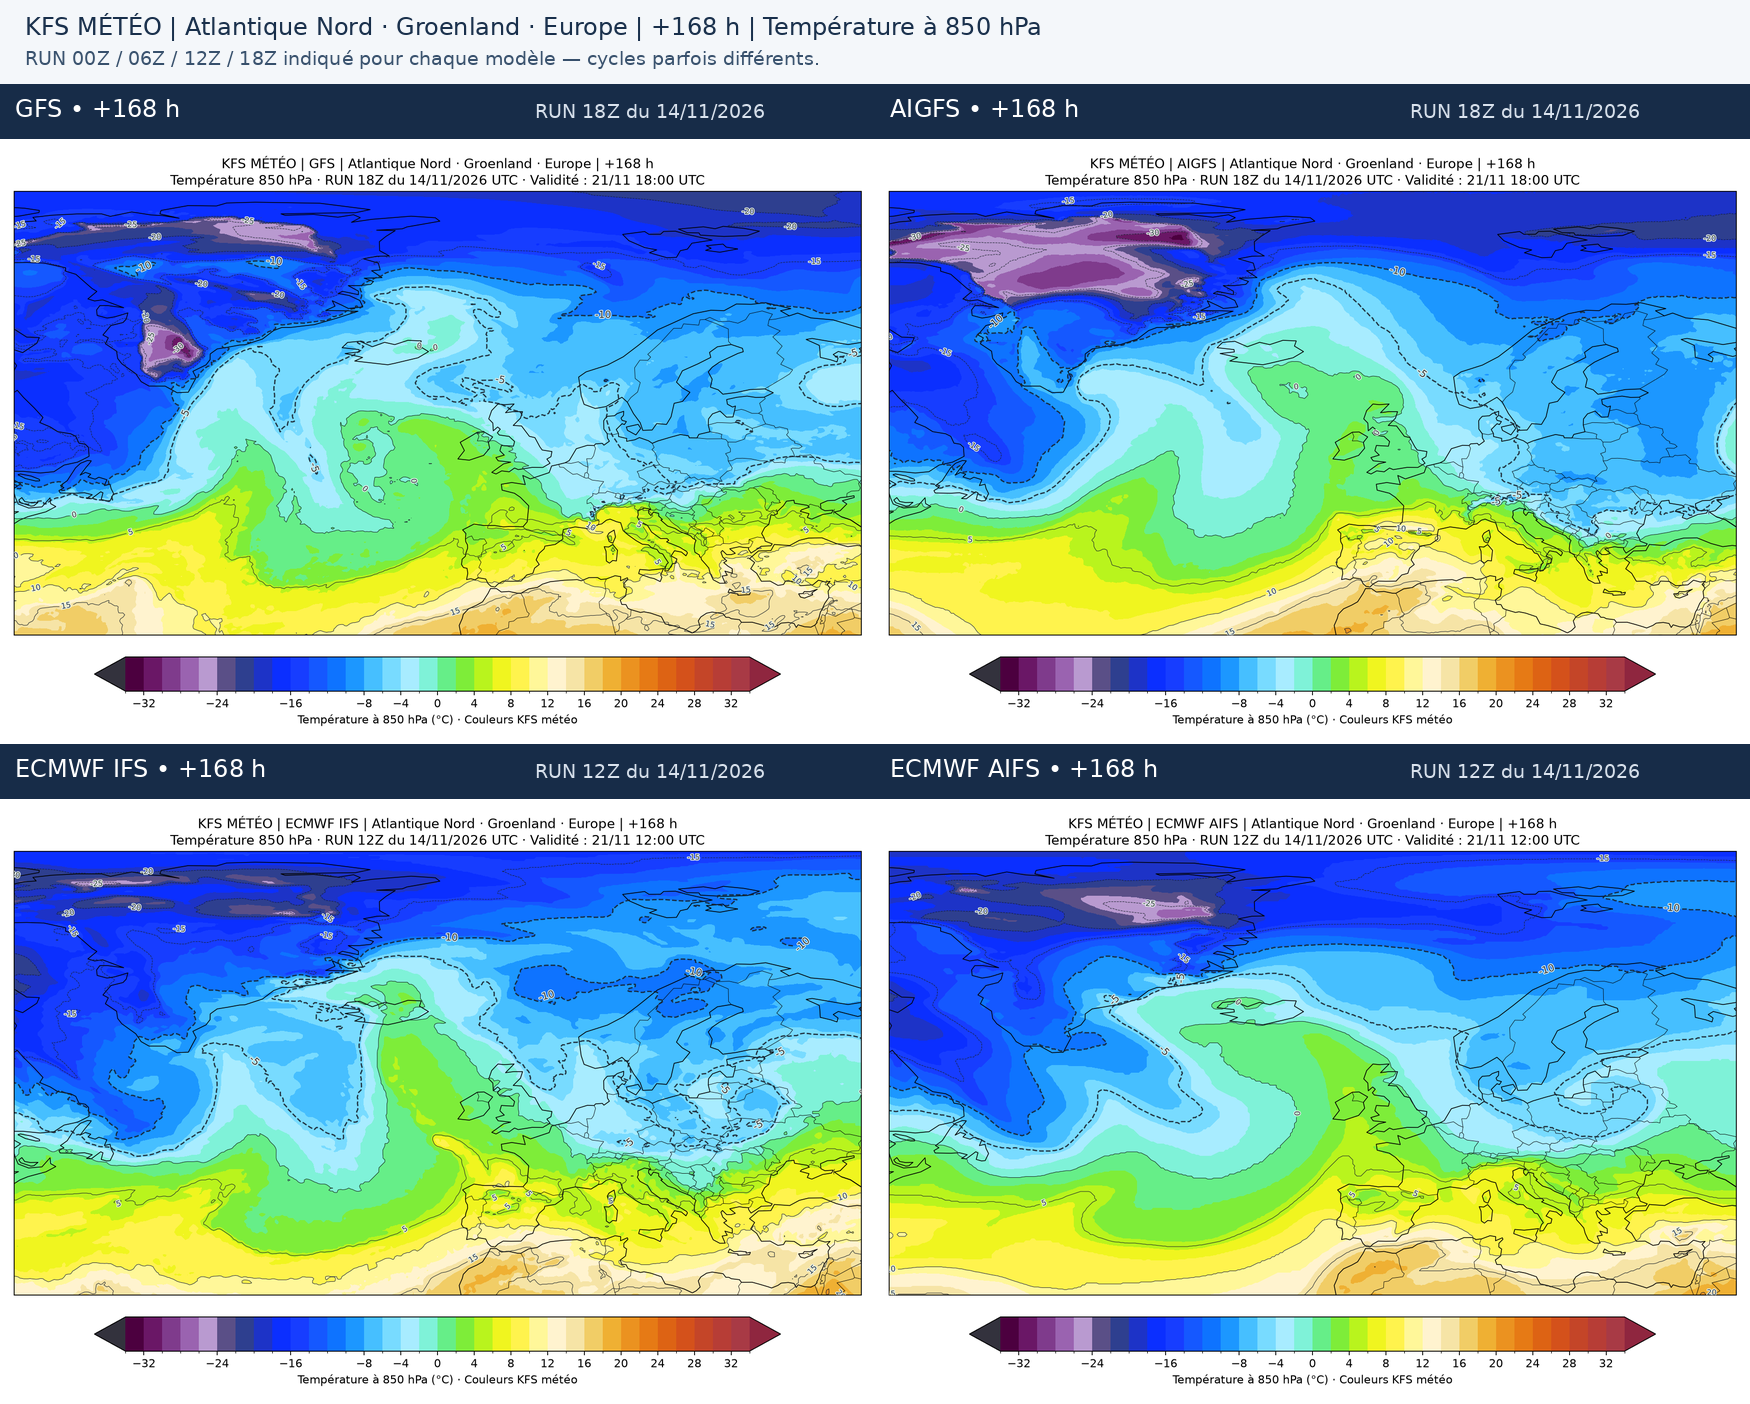 KFS MÉTÉO | Atlantique Nord · Groenland · Europe | +168 h | Température à 850 hPa
RUN 00Z / 06Z / 12Z / 18Z indiqué pour chaque modèle — cycles parfois différents.
GFS • +168 h
RUN 18Z du 14/11/2026
KFS MÉTÉO | GFS | Atlantique Nord · Groenland · Europe | +168 h
Température 850 hPa · RUN 18Z du 14/11/2026 UTC · Validité : 21/11 18:00 UTC
−32 −24 −16 −8 −4 0 4 8 12 16 20 24 28 32
Température à 850 hPa (°C) · Couleurs KFS météo
AIGFS • +168 h
RUN 18Z du 14/11/2026
KFS MÉTÉO | AIGFS | Atlantique Nord · Groenland · Europe | +168 h
Température 850 hPa · RUN 18Z du 14/11/2026 UTC · Validité : 21/11 18:00 UTC
−32 −24 −16 −8 −4 0 4 8 12 16 20 24 28 32
Température à 850 hPa (°C) · Couleurs KFS météo
ECMWF IFS • +168 h
RUN 12Z du 14/11/2026
KFS MÉTÉO | ECMWF IFS | Atlantique Nord · Groenland · Europe | +168 h
Température 850 hPa · RUN 12Z du 14/11/2026 UTC · Validité : 21/11 12:00 UTC
−32 −24 −16 −8 −4 0 4 8 12 16 20 24 28 32
Température à 850 hPa (°C) · Couleurs KFS météo
ECMWF AIFS • +168 h
RUN 12Z du 14/11/2026
KFS MÉTÉO | ECMWF AIFS | Atlantique Nord · Groenland · Europe | +168 h
Température 850 hPa · RUN 12Z du 14/11/2026 UTC · Validité : 21/11 12:00 UTC
−32 −24 −16 −8 −4 0 4 8 12 16 20 24 28 32
Température à 850 hPa (°C) · Couleurs KFS météo